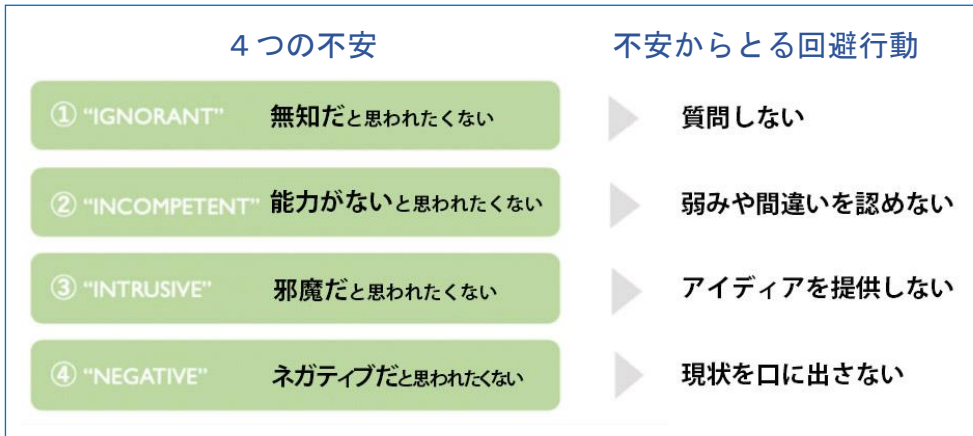 ４つの不安 不安からとる回避行動
① “IGNORANT” 無知だと思われたくない 質問しない
② “INCOMPETENT” 能力がないと思われたくない 弱みや間違いを認めない
③ “INTRUSIVE” 邪魔だと思われたくない アイディアを提供しない
④ “NEGATIVE” ネガティブだと思われたくない 現状を口に出さない